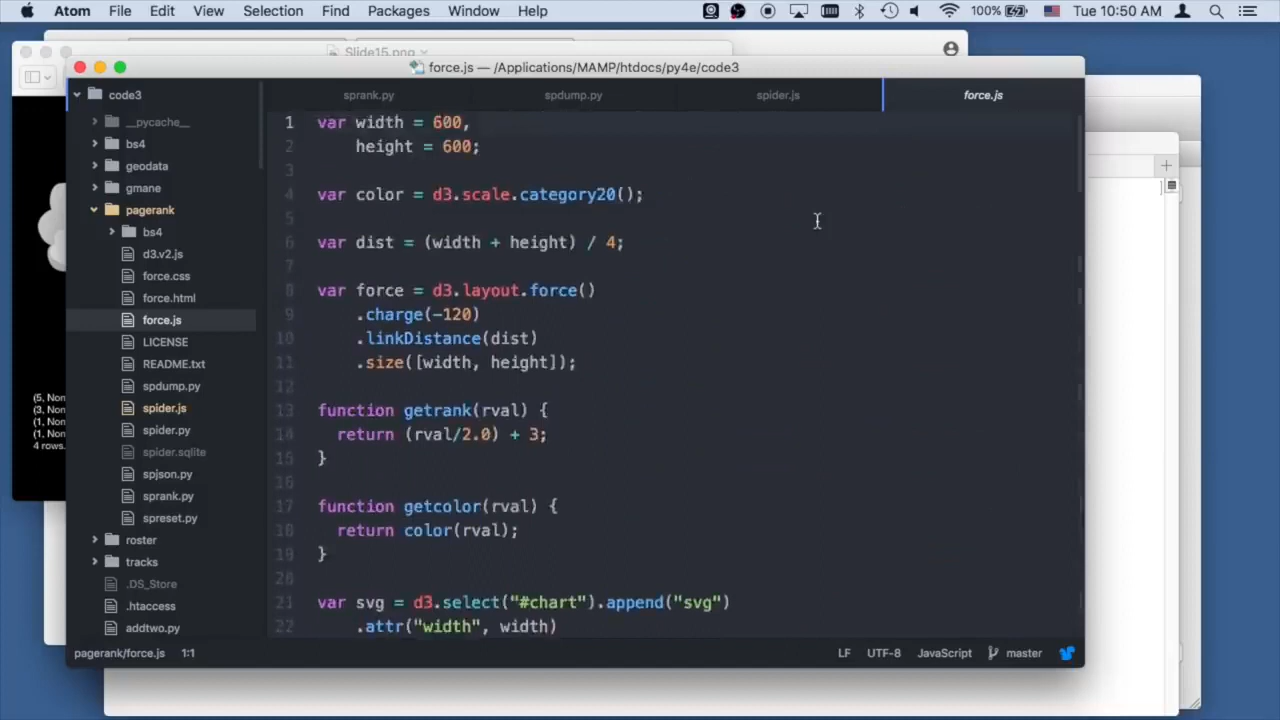 Atom File Edit View Selection Find Packages Window Help 100% Tue 10:50 AM
Slide15.png
force.js — /Applications/MAMP/htdocs/py4e/code3
code3
__pycache__
bs4
geodata
gmane
pagerank
bs4
d3.v2.js
force.css
force.html
force.js
LICENSE
README.txt
spdump.py
spider.js
spider.py
spider.sqlite
spjson.py
sprank.py
spreset.py
roster
tracks
.DS_Store
.htaccess
addtwo.py
sprank.py spdump.py spider.js force.js
1 var width = 600,
2 height = 600;
3
4 var color = d3.scale.category20();
5
6 var dist = (width + height) / 4;
7
8 var force = d3.layout.force()
9 .charge(-120)
10 .linkDistance(dist)
11 .size([width, height]);
12
13 function getrank(rval) {
14 return (rval/2.0) + 3;
15 }
16
17 function getcolor(rval) {
18 return color(rval);
19 }
20
21 var svg = d3.select("#chart").append("svg")
22 .attr("width", width)
(5, Non
(3, Non
(1, Non
(1, Non
4 rows.
pagerank/force.js 1:1 LF UTF-8 JavaScript master